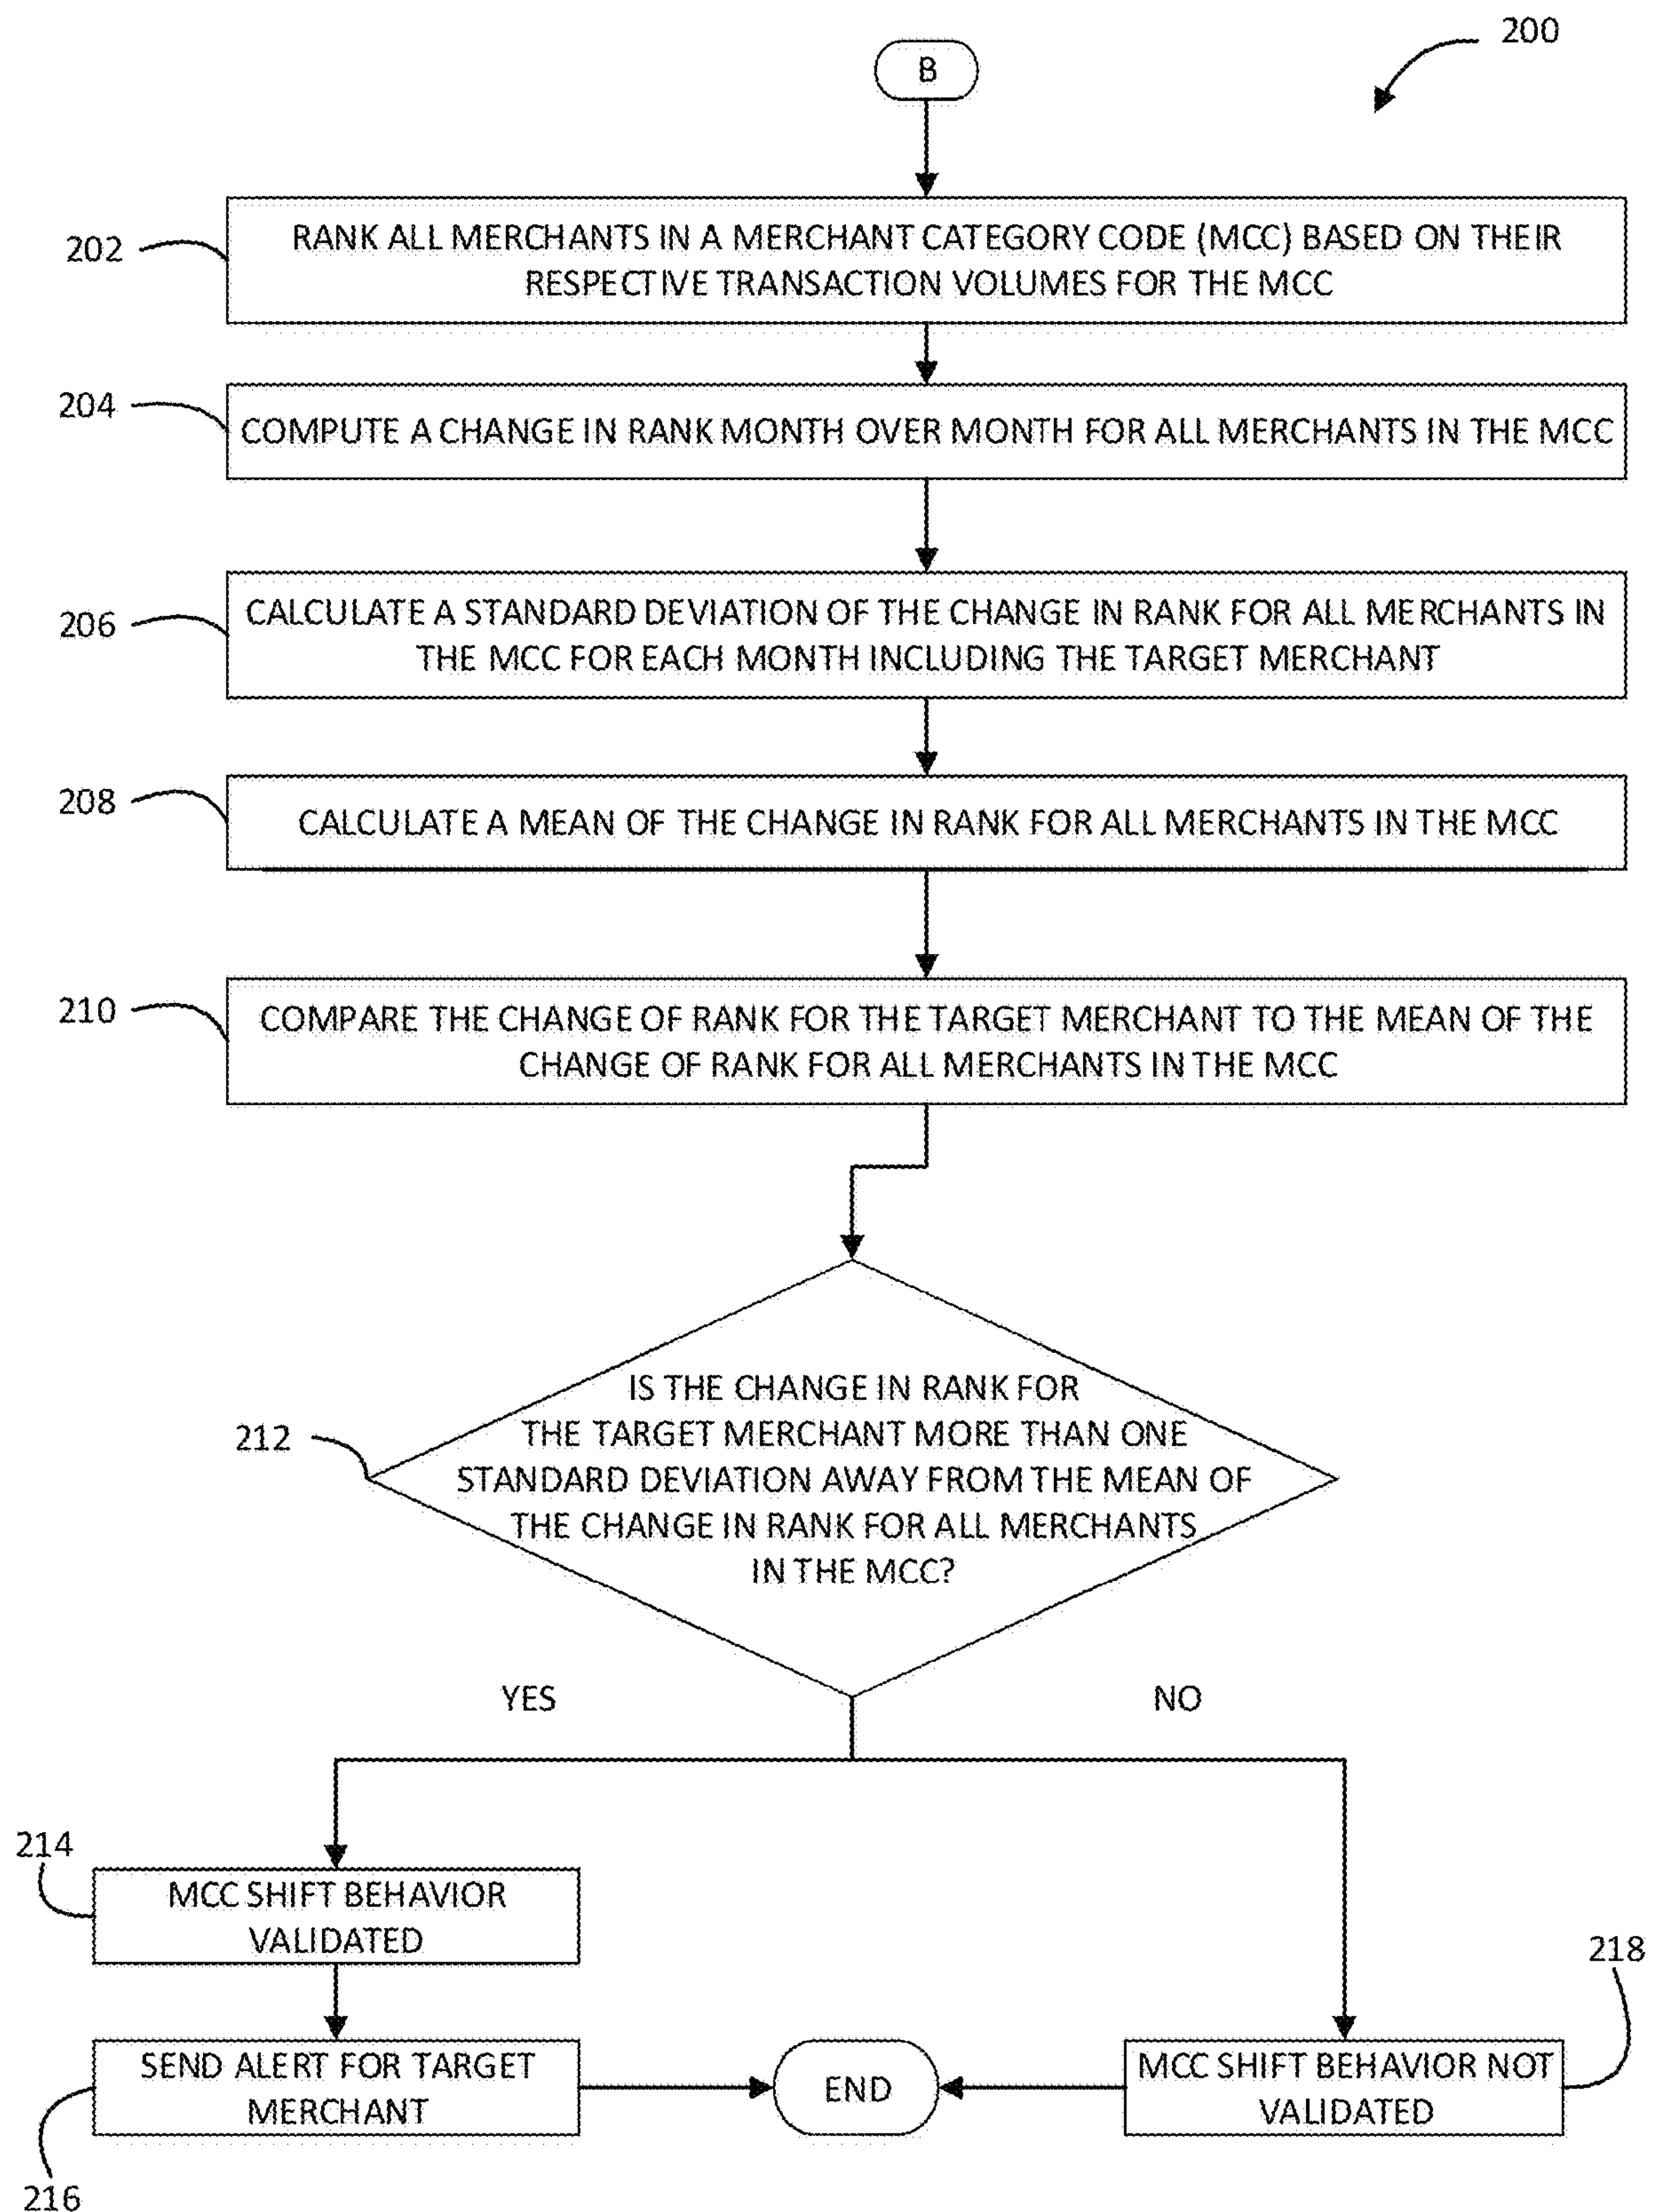 200
B
202
RANK ALL MERCHANTS IN A MERCHANT CATEGORY CODE (MCC) BASED ON THEIR
RESPECTIVE TRANSACTION VOLUMES FOR THE MCC
204
COMPUTE A CHANGE IN RANK MONTH OVER MONTH FOR ALL MERCHANTS IN THE MCC
206
CALCULATE A STANDARD DEVIATION OF THE CHANGE IN RANK FOR ALL MERCHANTS IN
THE MCC FOR EACH MONTH INCLUDING THE TARGET MERCHANT
208
CALCULATE A MEAN OF THE CHANGE IN RANK FOR ALL MERCHANTS IN THE MCC
210
COMPARE THE CHANGE OF RANK FOR THE TARGET MERCHANT TO THE MEAN OF THE
CHANGE OF RANK FOR ALL MERCHANTS IN THE MCC
212
IS THE CHANGE IN RANK FOR
THE TARGET MERCHANT MORE THAN ONE
STANDARD DEVIATION AWAY FROM THE MEAN OF
THE CHANGE IN RANK FOR ALL MERCHANTS
IN THE MCC?
YES
NO
214
MCC SHIFT BEHAVIOR
VALIDATED
218
SEND ALERT FOR TARGET
MERCHANT
END
MCC SHIFT BEHAVIOR NOT
VALIDATED
216